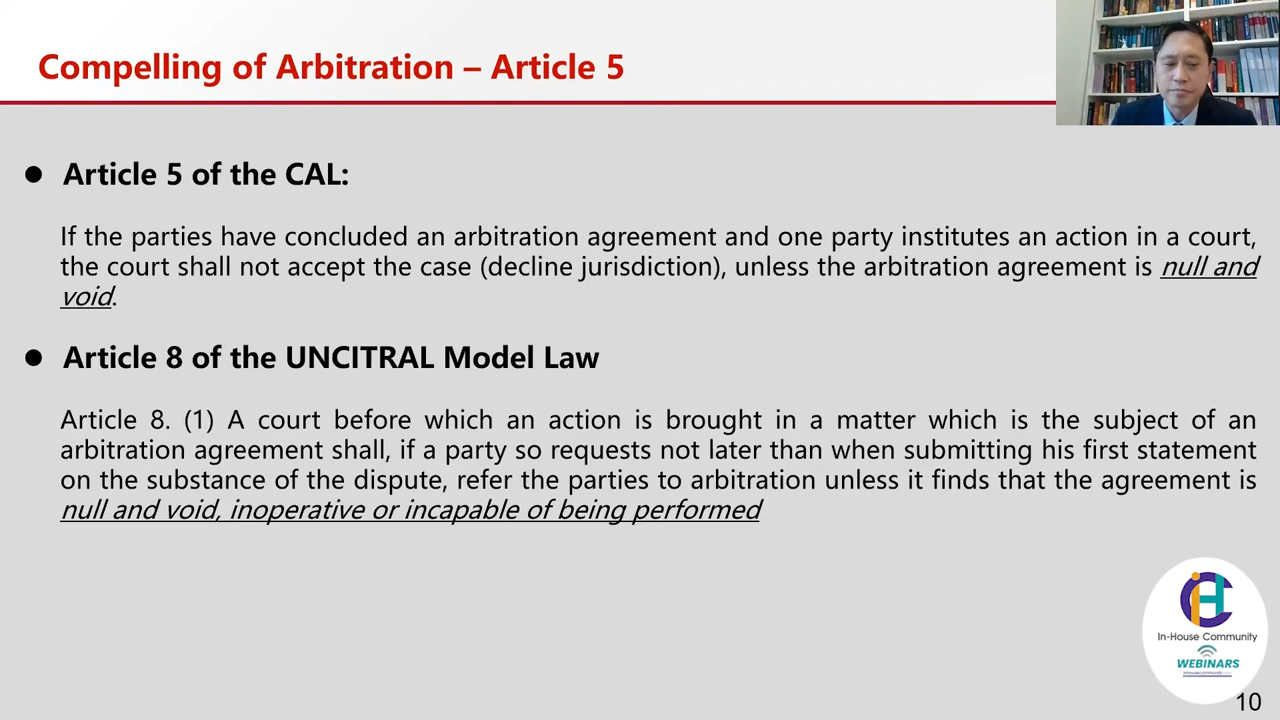 Compelling of Arbitration – Article 5
● Article 5 of the CAL:
If the parties have concluded an arbitration agreement and one party institutes an action in a court,
the court shall not accept the case (decline jurisdiction), unless the arbitration agreement is null and
void.
● Article 8 of the UNCITRAL Model Law
Article 8. (1) A court before which an action is brought in a matter which is the subject of an
arbitration agreement shall, if a party so requests not later than when submitting his first statement
on the substance of the dispute, refer the parties to arbitration unless it finds that the agreement is
null and void, inoperative or incapable of being performed
iHC
In-House Community
WEBINARS
10